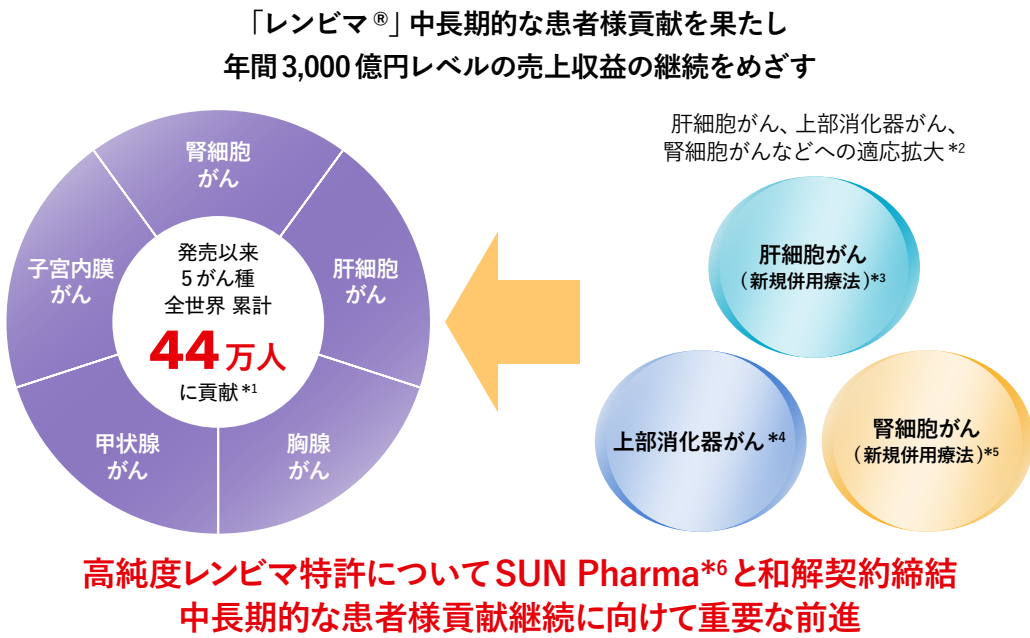 「レンビマ®」中長期的な患者様貢献を果たし
年間3,000億円レベルの売上収益の継続をめざす
腎細胞
がん
子宮内膜
がん
肝細胞
がん
甲状腺
がん
胸腺
がん
発売以来
5がん種
全世界 累計
44万人
に貢献*1
肝細胞がん、上部消化器がん、
腎細胞がんなどへの適応拡大*2
肝細胞がん
（新規併用療法）*3
上部消化器がん*4
腎細胞がん
（新規併用療法）*5
高純度レンビマ特許についてSUN Pharma*6と和解契約締結
中長期的な患者様貢献継続に向けて重要な前進